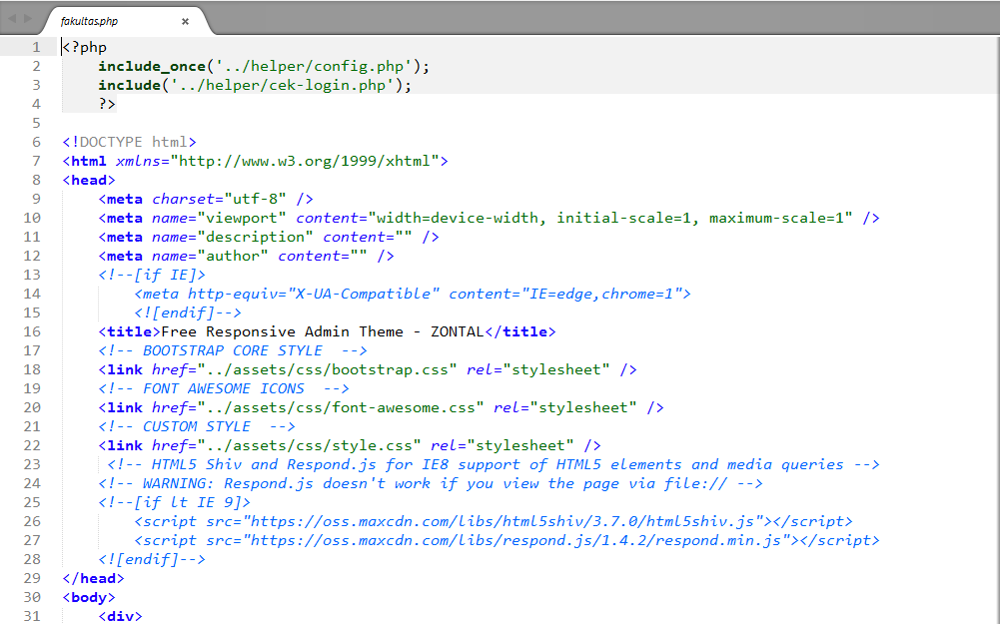 fakultas.php ×
1 <?php
2     include_once('../helper/config.php');
3     include('../helper/cek-login.php');
4     ?>
5
6 <!DOCTYPE html>
7 <html xmlns="http://www.w3.org/1999/xhtml">
8 <head>
9     <meta charset="utf-8" />
10     <meta name="viewport" content="width=device-width, initial-scale=1, maximum-scale=1" />
11     <meta name="description" content="" />
12     <meta name="author" content="" />
13     <!--[if IE]>
14         <meta http-equiv="X-UA-Compatible" content="IE=edge,chrome=1">
15         <![endif]-->
16     <title>Free Responsive Admin Theme - ZONTAL</title>
17     <!-- BOOTSTRAP CORE STYLE  -->
18     <link href="../assets/css/bootstrap.css" rel="stylesheet" />
19     <!-- FONT AWESOME ICONS  -->
20     <link href="../assets/css/font-awesome.css" rel="stylesheet" />
21     <!-- CUSTOM STYLE  -->
22     <link href="../assets/css/style.css" rel="stylesheet" />
23      <!-- HTML5 Shiv and Respond.js for IE8 support of HTML5 elements and media queries -->
24     <!-- WARNING: Respond.js doesn't work if you view the page via file:// -->
25     <!--[if lt IE 9]>
26         <script src="https://oss.maxcdn.com/libs/html5shiv/3.7.0/html5shiv.js"></script>
27         <script src="https://oss.maxcdn.com/libs/respond.js/1.4.2/respond.min.js"></script>
28     <![endif]-->
29 </head>
30 <body>
31     <div>